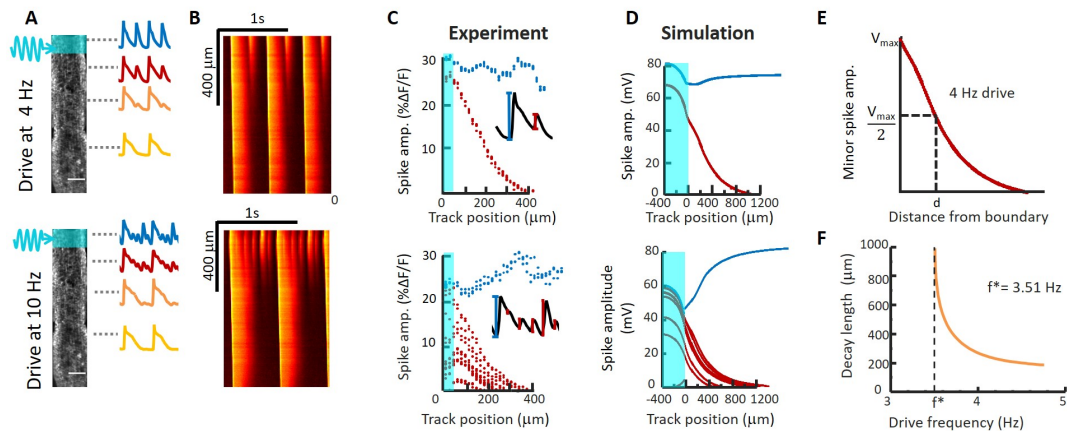 A
Drive at 4 Hz
B
1s
400 μm
0
C
Experiment
Spike amp. (%ΔF/F)
30
20
10
0
200
400
Track position (μm)
D
Simulation
Spike amp. (mV)
80
60
40
20
0
-400
0
400
800
1200
Track position (μm)
E
Minor spike amp.
Vmax
Vmax
2
4 Hz drive
d
Distance from boundary
Drive at 10 Hz
1s
400 μm
Spike amp. (%ΔF/F)
30
20
10
0
200
400
Track position (μm)
Spike amplitude
(mV)
80
60
40
20
0
-400
0
400
800
1200
Track position (μm)
F
Decay length (μm)
1000
800
600
400
200
0
f*= 3.51 Hz
3
f*
4
5
Drive frequency (Hz)